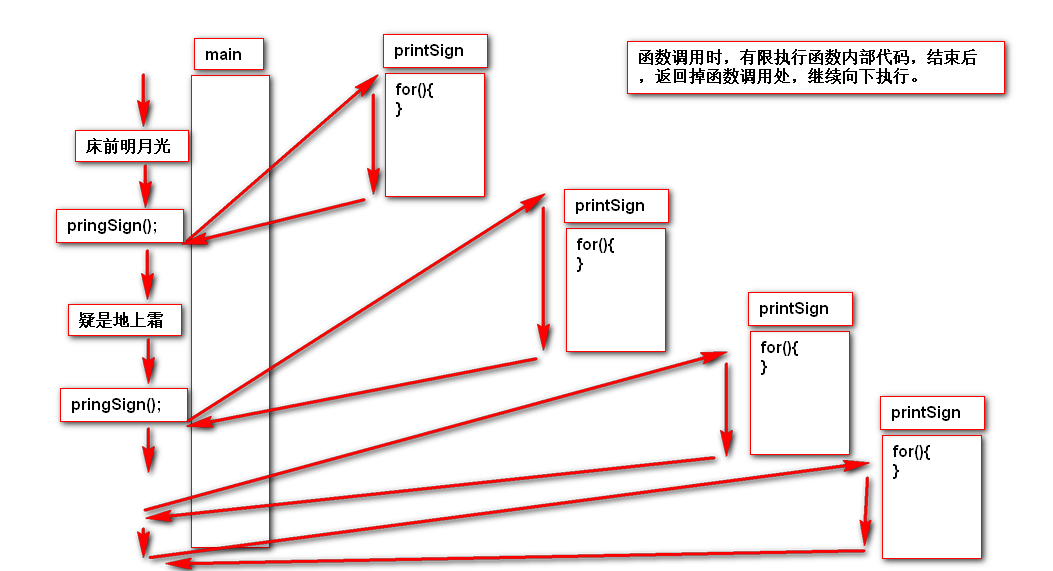 main
printSign
函数调用时，有限执行函数内部代码，结束后
，返回掉函数调用处，继续向下执行。
for(){
}
床前明月光
pringSign();
printSign
for(){
}
疑是地上霜
printSign
for(){
}
pringSign();
printSign
for(){
}